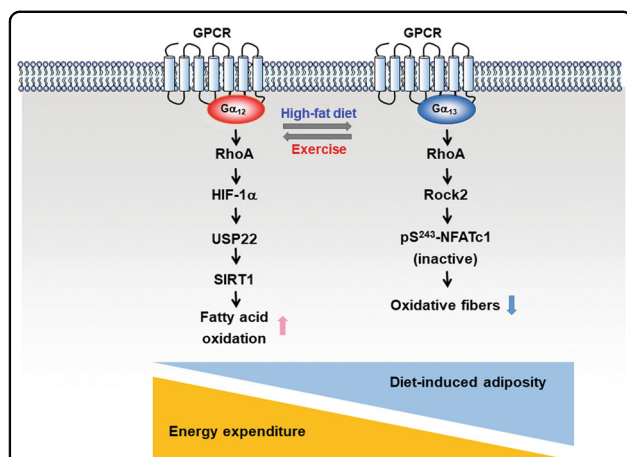 GPCR
GPCR
Gα12
High-fat diet
Gα13
Exercise
RhoA
RhoA
HIF-1α
Rock2
USP22
pS243-NFATc1
(inactive)
SIRT1
Fatty acid
oxidation
Oxidative fibers
Diet-induced adiposity
Energy expenditure